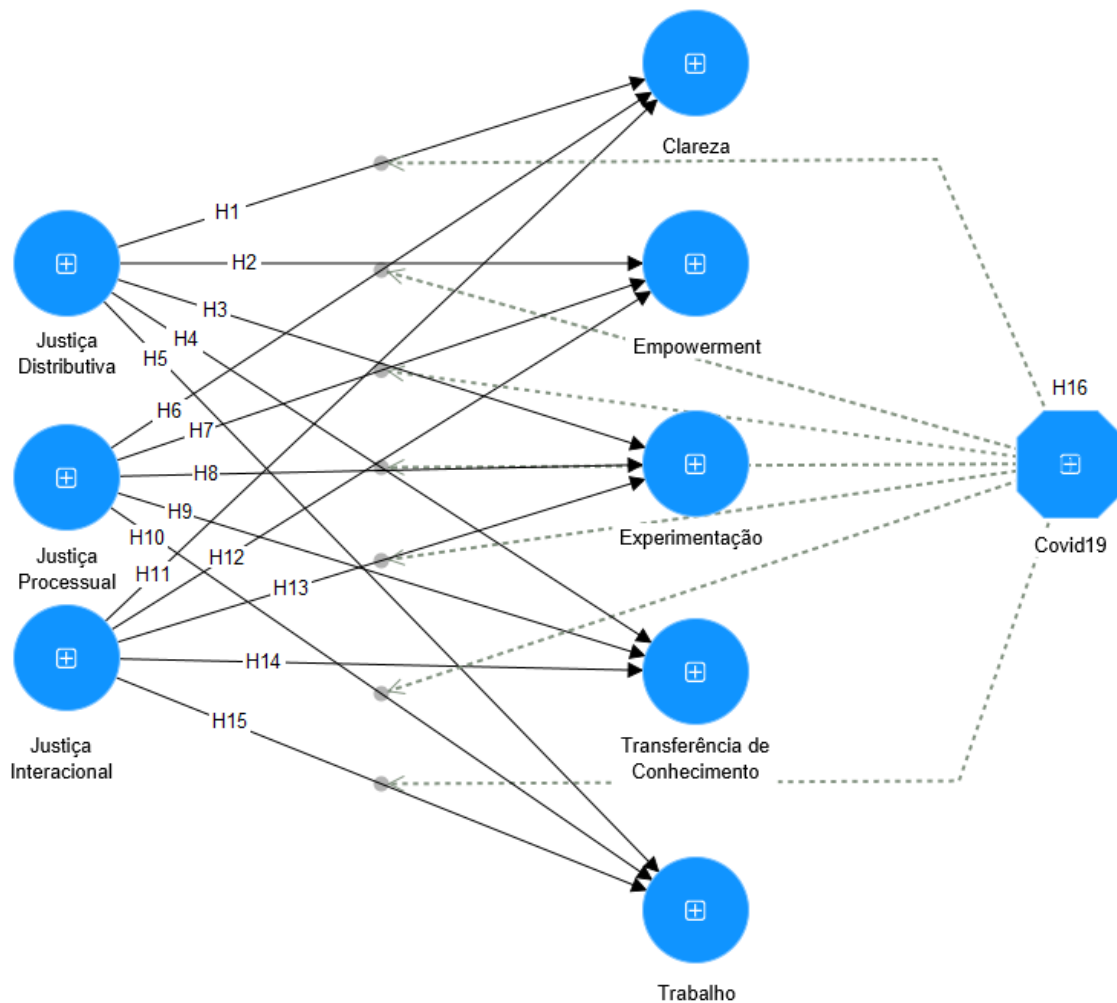 Clareza
H1
H2
H3
H4
H5
Justiça
Distributiva
Empowerment
H16
H6
H7
H8
H9
H10
H11
H12
H13
Justiça
Processual
Experimentação
Covid19
H14
H15
Justiça
Interacional
Transferência de
Conhecimento
Trabalho